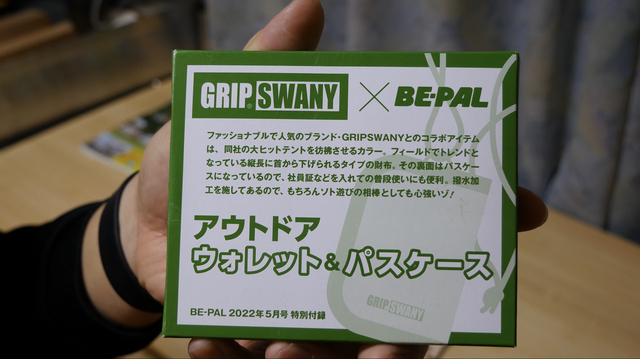 GRIP SWANY × BE-PAL
ファッショナブルで人気のブランド・GRIPSWANYとのコラボアイテム
は、同社の大ヒットテントを彷彿させるカラー。フィールドでトレンドと
なっている縦長に首から下げられるタイプの財布。その裏面はパスケー
スになっているので、社員証などを入れての普段使いにも便利。撥水加
工を施してあるので、もちろんソト遊びの相棒としても心強いゾ!
アウトドア
ウォレット&パスケース
GRIP SWANY
BE-PAL 2022年5月号 特別付録